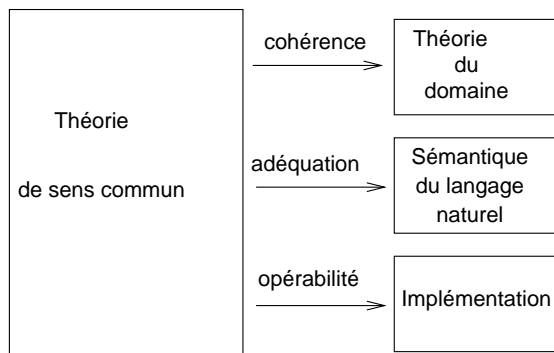 Théorie
de sens commun
cohérence
Théorie
du
domaine
adéquation
Sémantique
du langage
naturel
opérabilité
Implémentation